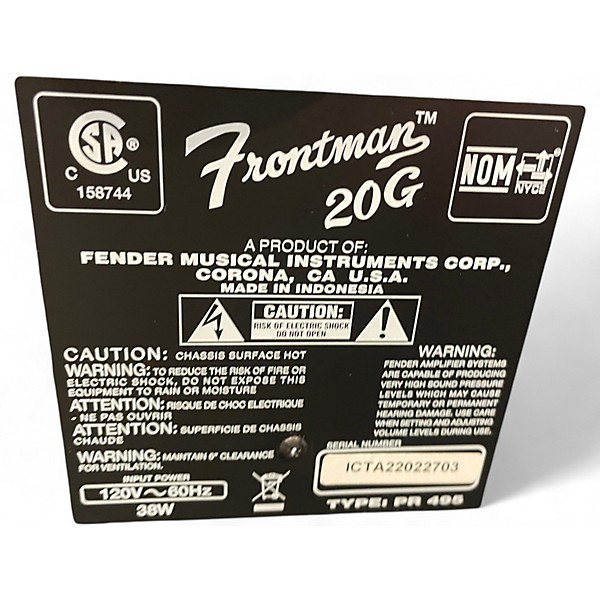 CSA ®
C US
158744
Frontman™
20G
NOM
NYCE
A PRODUCT OF:
FENDER MUSICAL INSTRUMENTS CORP.,
CORONA, CA U.S.A.
MADE IN INDONESIA
CAUTION:
RISK OF ELECTRIC SHOCK
DO NOT OPEN
CAUTION: CHASSIS SURFACE HOT
WARNING: TO REDUCE THE RISK OF FIRE OR
ELECTRIC SHOCK, DO NOT EXPOSE THIS
EQUIPMENT TO RAIN OR MOISTURE
ATTENTION: RISQUE DE CHOC ELECTRIQUE
- NE PAS OUVRIR
ATTENTION: SUPERFICIE DE CHASSIS
CHAUDE
WARNING: MAINTAIN 6" CLEARANCE
FOR VENTILATION.
INPUT POWER
120V~60Hz
38W
WARNING:
FENDER AMPLIFIER SYSTEMS
ARE CAPABLE OF PRODUCING
VERY HIGH SOUND PRESSURE
LEVELS WHICH MAY CAUSE
TEMPORARY OR PERMANENT
HEARING DAMAGE. USE CARE
WHEN SETTING AND ADJUSTING
VOLUME LEVELS DURING USE.
SERIAL NUMBER
ICTA22022703
TYPE: PR 495